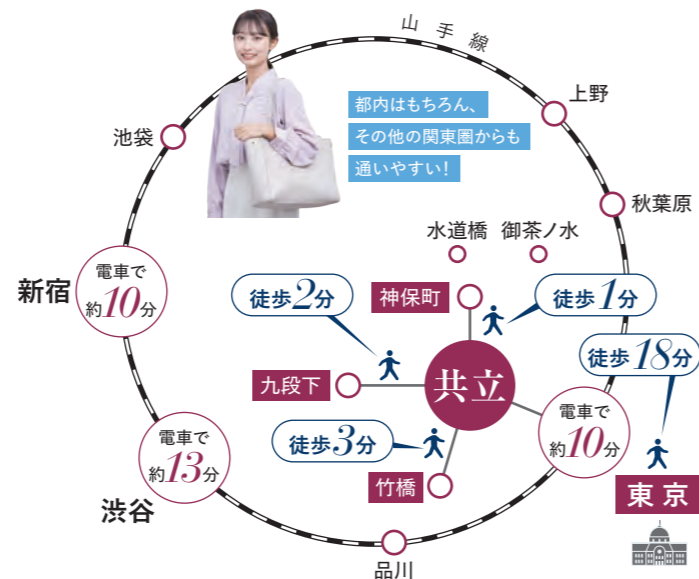 山手線
都内はもちろん、
その他の関東圏からも
通いやすい!
上野
池袋
秋葉原
水道橋
御茶ノ水
新宿
電車で
約10分
徒歩2分
神保町
徒歩1分
徒歩18分
九段下
共立
電車で
約10分
徒歩3分
電車で
約13分
竹橋
東京
渋谷
品川